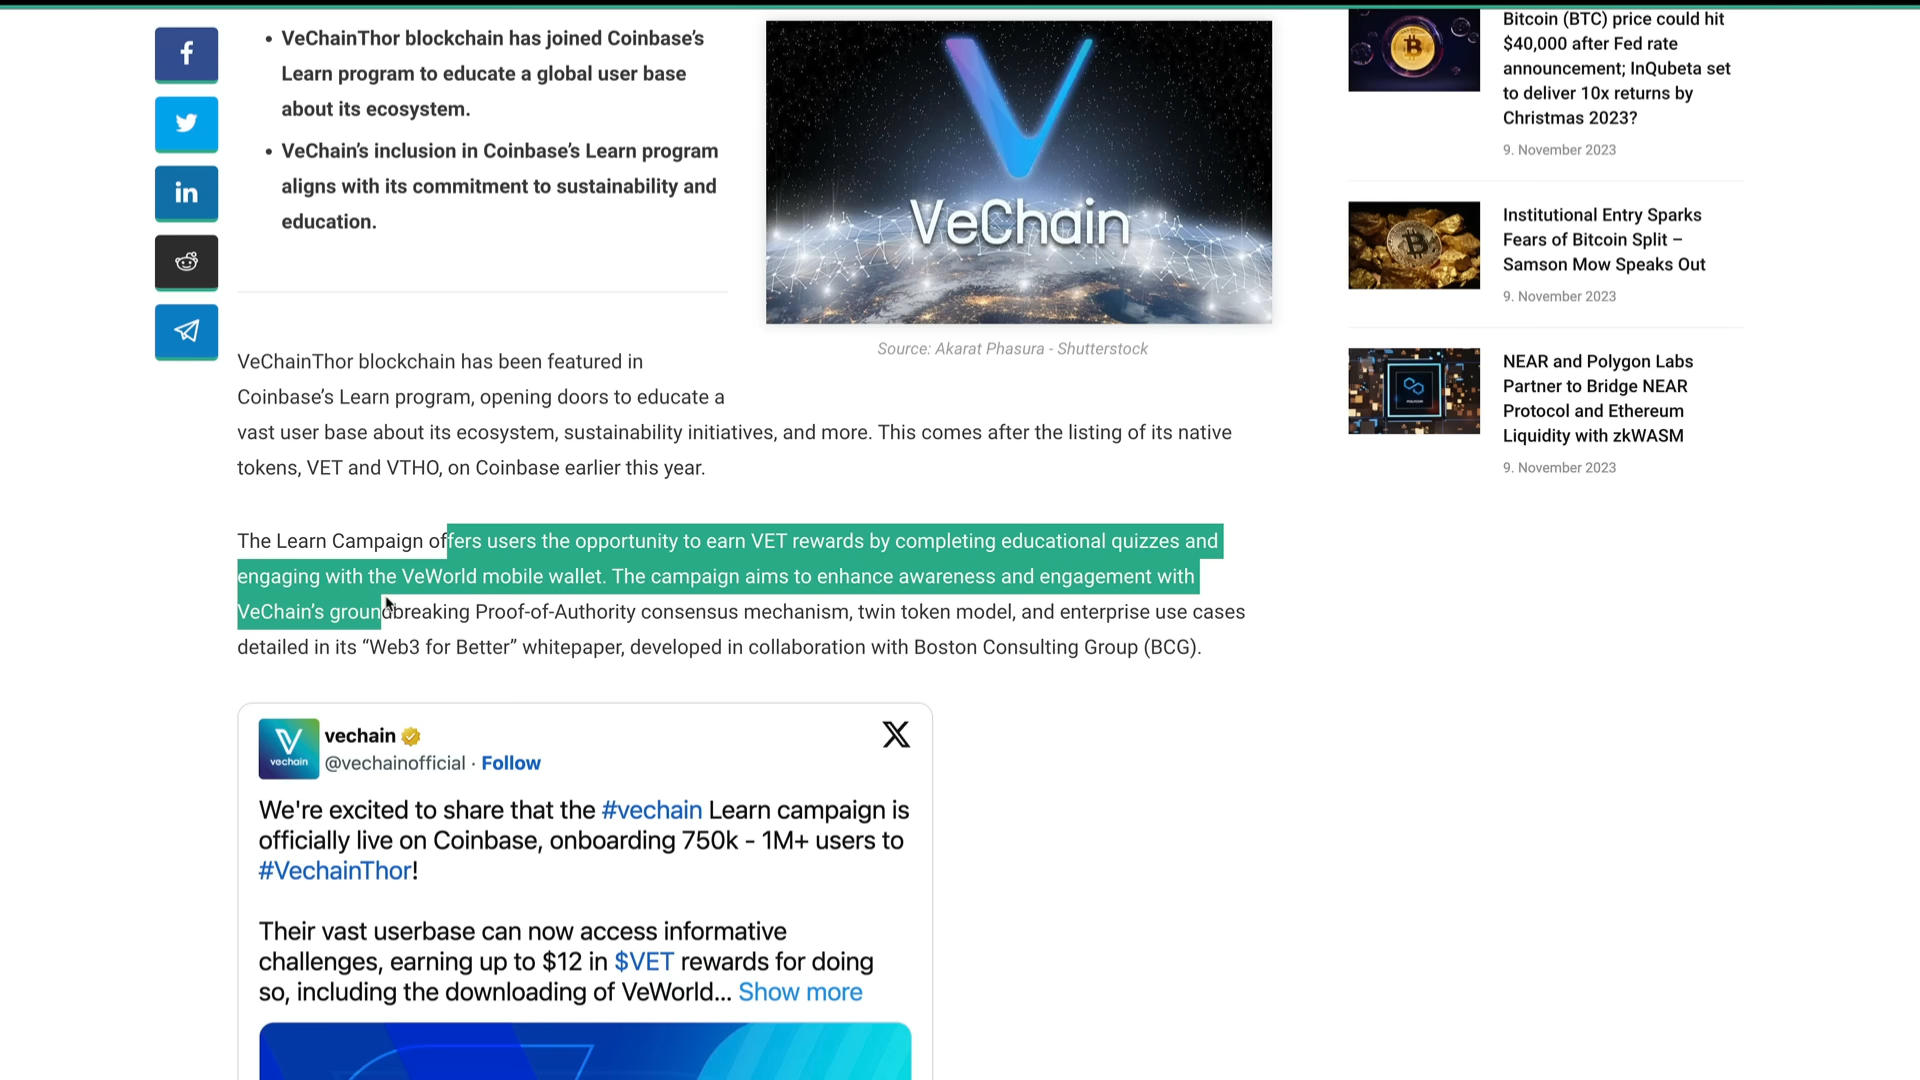 • VeChainThor blockchain has joined Coinbase’s
Learn program to educate a global user base
about its ecosystem.
• VeChain’s inclusion in Coinbase’s Learn program
aligns with its commitment to sustainability and
education.
VeChain
Source: Akarat Phasura - Shutterstock
VeChainThor blockchain has been featured in
Coinbase’s Learn program, opening doors to educate a
vast user base about its ecosystem, sustainability initiatives, and more. This comes after the listing of its native
tokens, VET and VTHO, on Coinbase earlier this year.
The Learn Campaign offers users the opportunity to earn VET rewards by completing educational quizzes and
engaging with the VeWorld mobile wallet. The campaign aims to enhance awareness and engagement with
VeChain’s groundbreaking Proof-of-Authority consensus mechanism, twin token model, and enterprise use cases
detailed in its “Web3 for Better” whitepaper, developed in collaboration with Boston Consulting Group (BCG).
vechain
vechain
@vechainofficial · Follow
We're excited to share that the #vechain Learn campaign is
officially live on Coinbase, onboarding 750k - 1M+ users to
#VechainThor!
Their vast userbase can now access informative
challenges, earning up to $12 in $VET rewards for doing
so, including the downloading of VeWorld... Show more
Bitcoin (BTC) price could hit
$40,000 after Fed rate
announcement; InQubeta set
to deliver 10x returns by
Christmas 2023?
9. November 2023
Institutional Entry Sparks
Fears of Bitcoin Split –
Samson Mow Speaks Out
9. November 2023
NEAR and Polygon Labs
Partner to Bridge NEAR
Protocol and Ethereum
Liquidity with zkWASM
9. November 2023